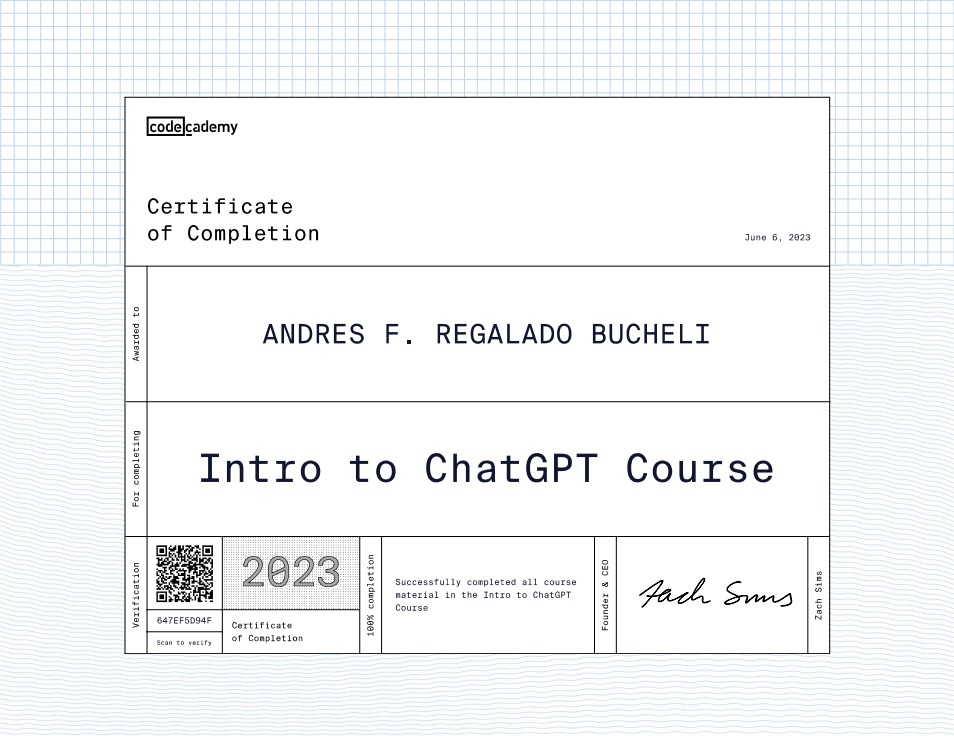 codecademy
Certificate
of Completion
June 6, 2023
Awarded to
ANDRES F. REGALADO BUCHELI
For completing
Intro to ChatGPT Course
Verification
647EF5D94F
Scan to verify
2023
Certificate
of Completion
100% completion
Successfully completed all course
material in the Intro to ChatGPT
Course
Founder & CEO
Zach Sims
Zach Sims